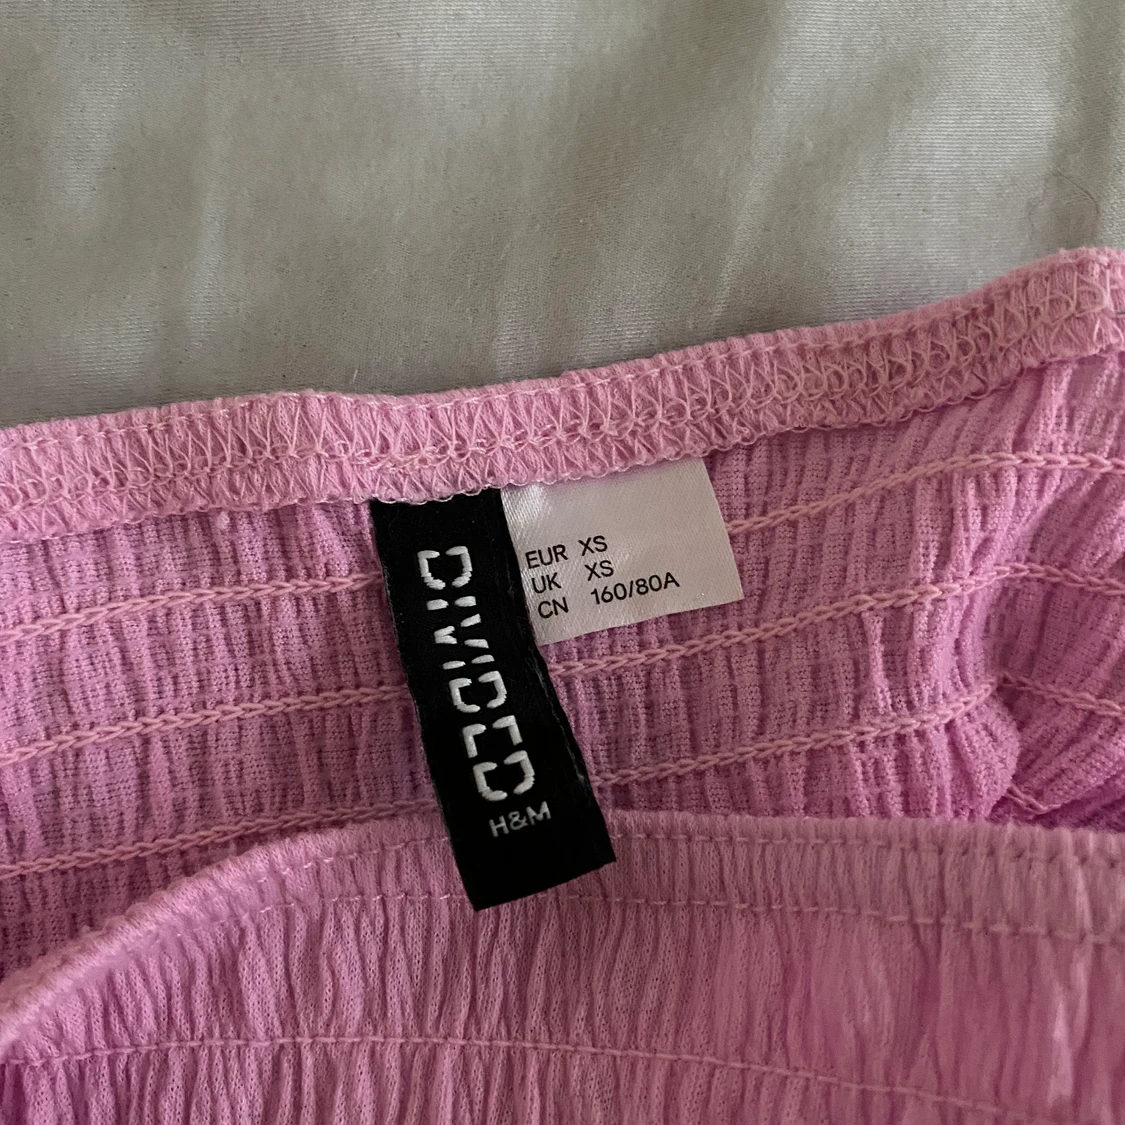 DIVIDED
H&M
EUR XS
UK XS
CN 160/80A